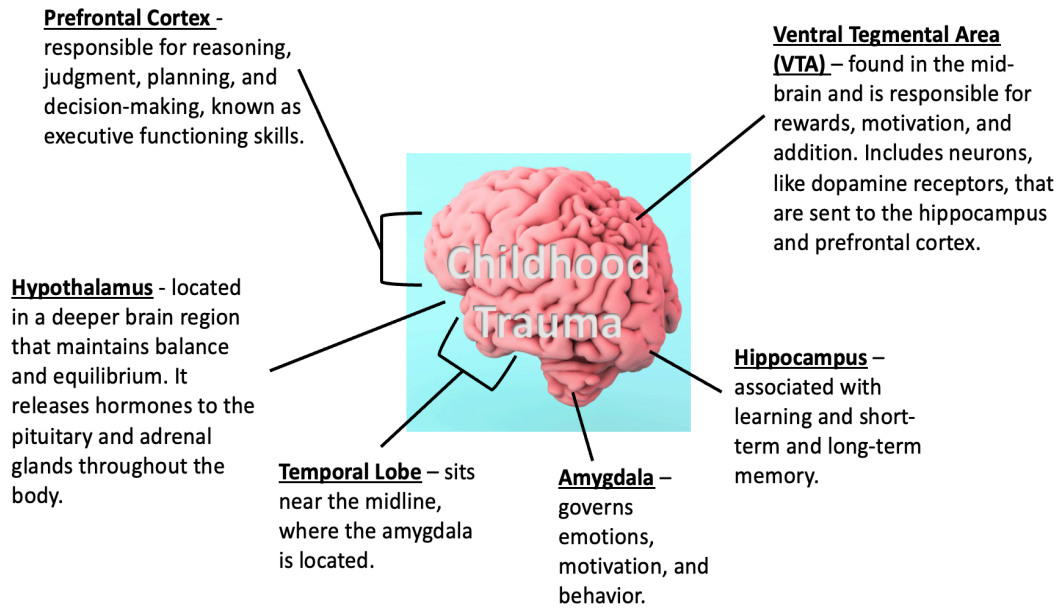 Prefrontal Cortex -
responsible for reasoning,
judgment, planning, and
decision-making, known as
executive functioning skills.
Ventral Tegmental Area
(VTA) – found in the mid-
brain and is responsible for
rewards, motivation, and
addition. Includes neurons,
like dopamine receptors, that
are sent to the hippocampus
and prefrontal cortex.
Childhood
Trauma
Hypothalamus - located
in a deeper brain region
that maintains balance
and equilibrium. It
releases hormones to the
pituitary and adrenal
glands throughout the
body.
Temporal Lobe – sits
near the midline,
where the amygdala
is located.
Amygdala –
governs
emotions,
motivation, and
behavior.
Hippocampus –
associated with
learning and short-
term and long-term
memory.